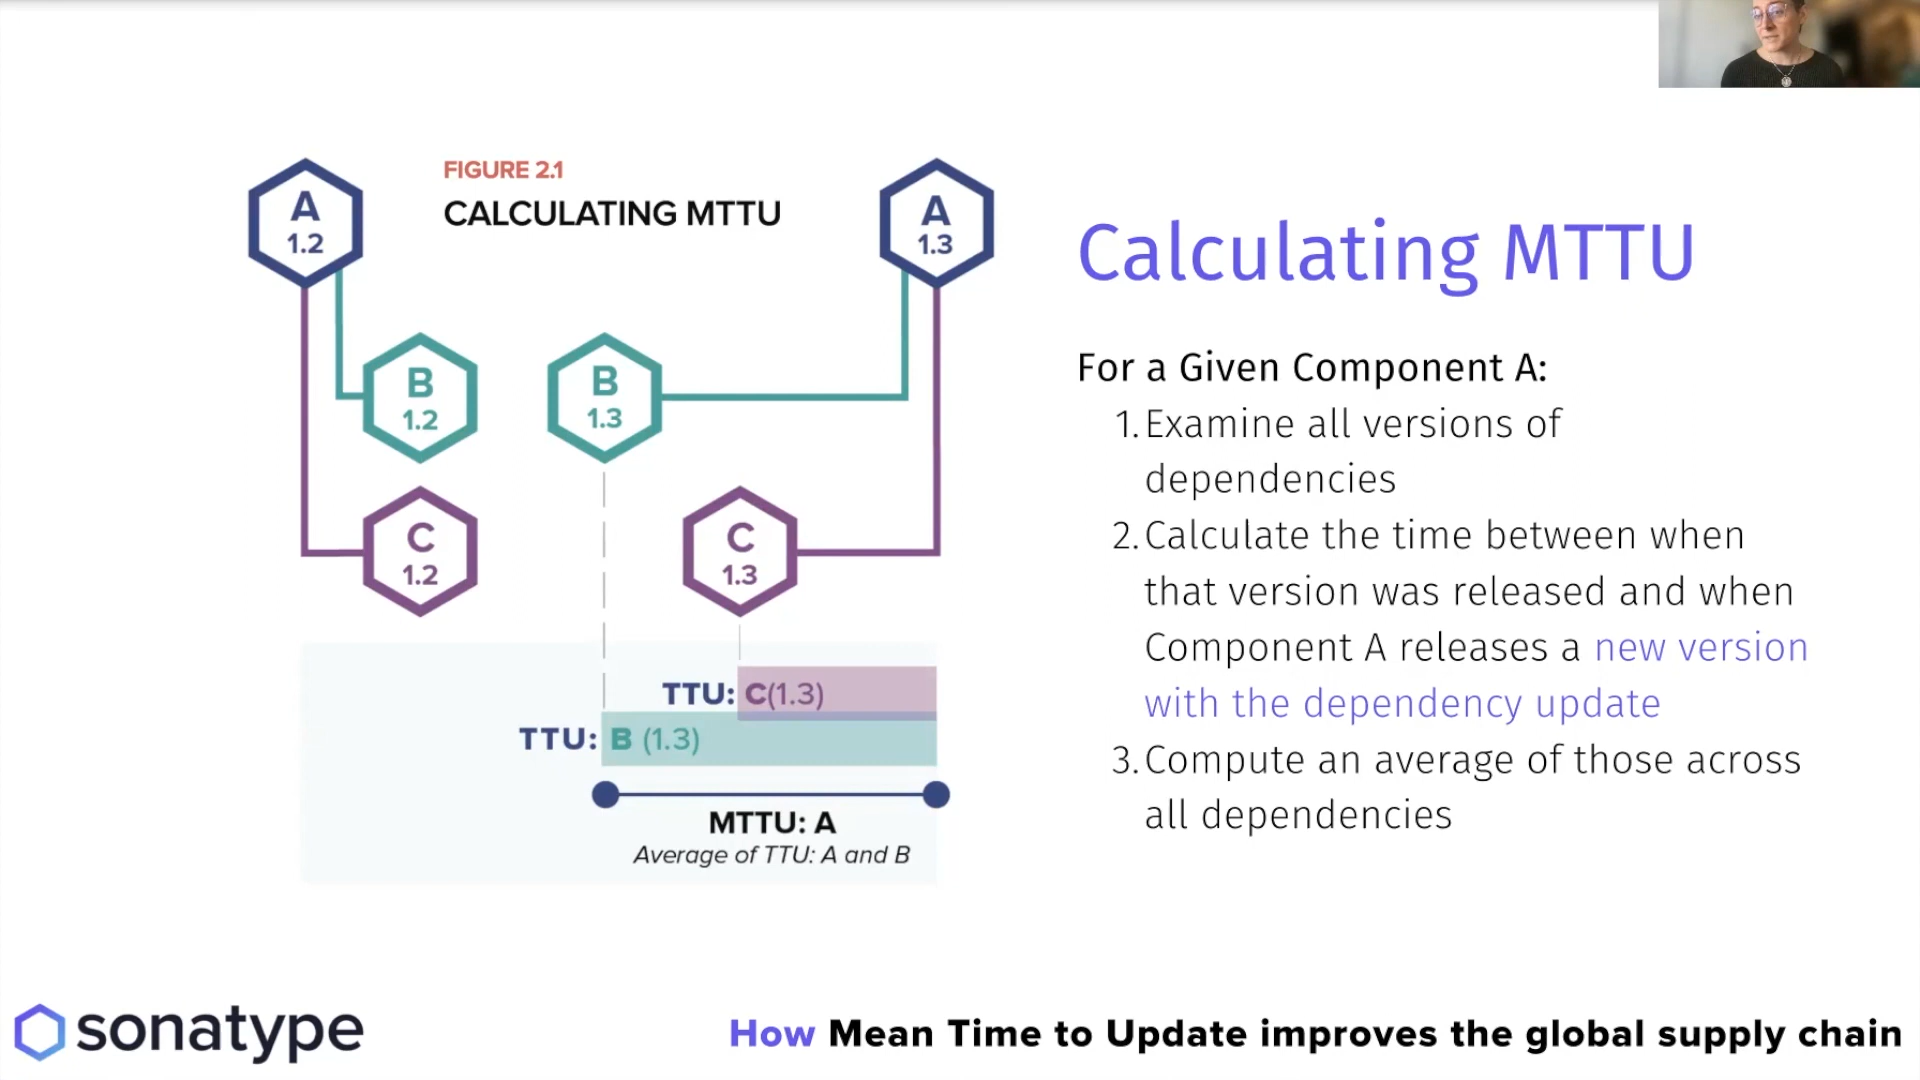 FIGURE 2.1
CALCULATING MTTU
A
1.2
A
1.3
B
1.2
B
1.3
C
1.2
C
1.3
TTU: C(1.3)
TTU: B (1.3)
MTTU: A
Average of TTU: A and B
Calculating MTTU
For a Given Component A:
1. Examine all versions of
dependencies
2. Calculate the time between when
that version was released and when
Component A releases a new version
with the dependency update
3. Compute an average of those across
all dependencies
sonatype
How Mean Time to Update improves the global supply chain